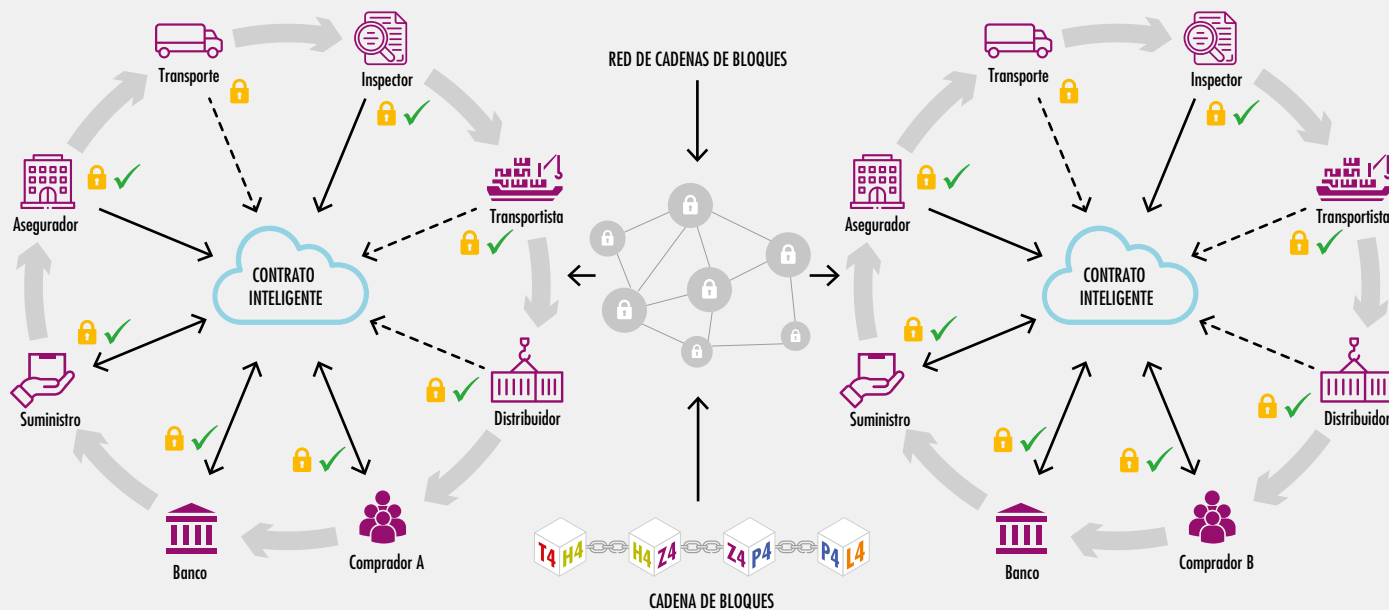 Transporte
Inspector
Asegurador
Transportista
CONTRATO
INTELIGENTE
Suministro
Distribuidor
Banco
Comprador A
RED DE CADENAS DE BLOQUES
T4 H4
H4 Z4
Z4 P4
P4 L4
CADENA DE BLOQUES
Transporte
Inspector
Asegurador
Transportista
CONTRATO
INTELIGENTE
Suministro
Distribuidor
Banco
Comprador B